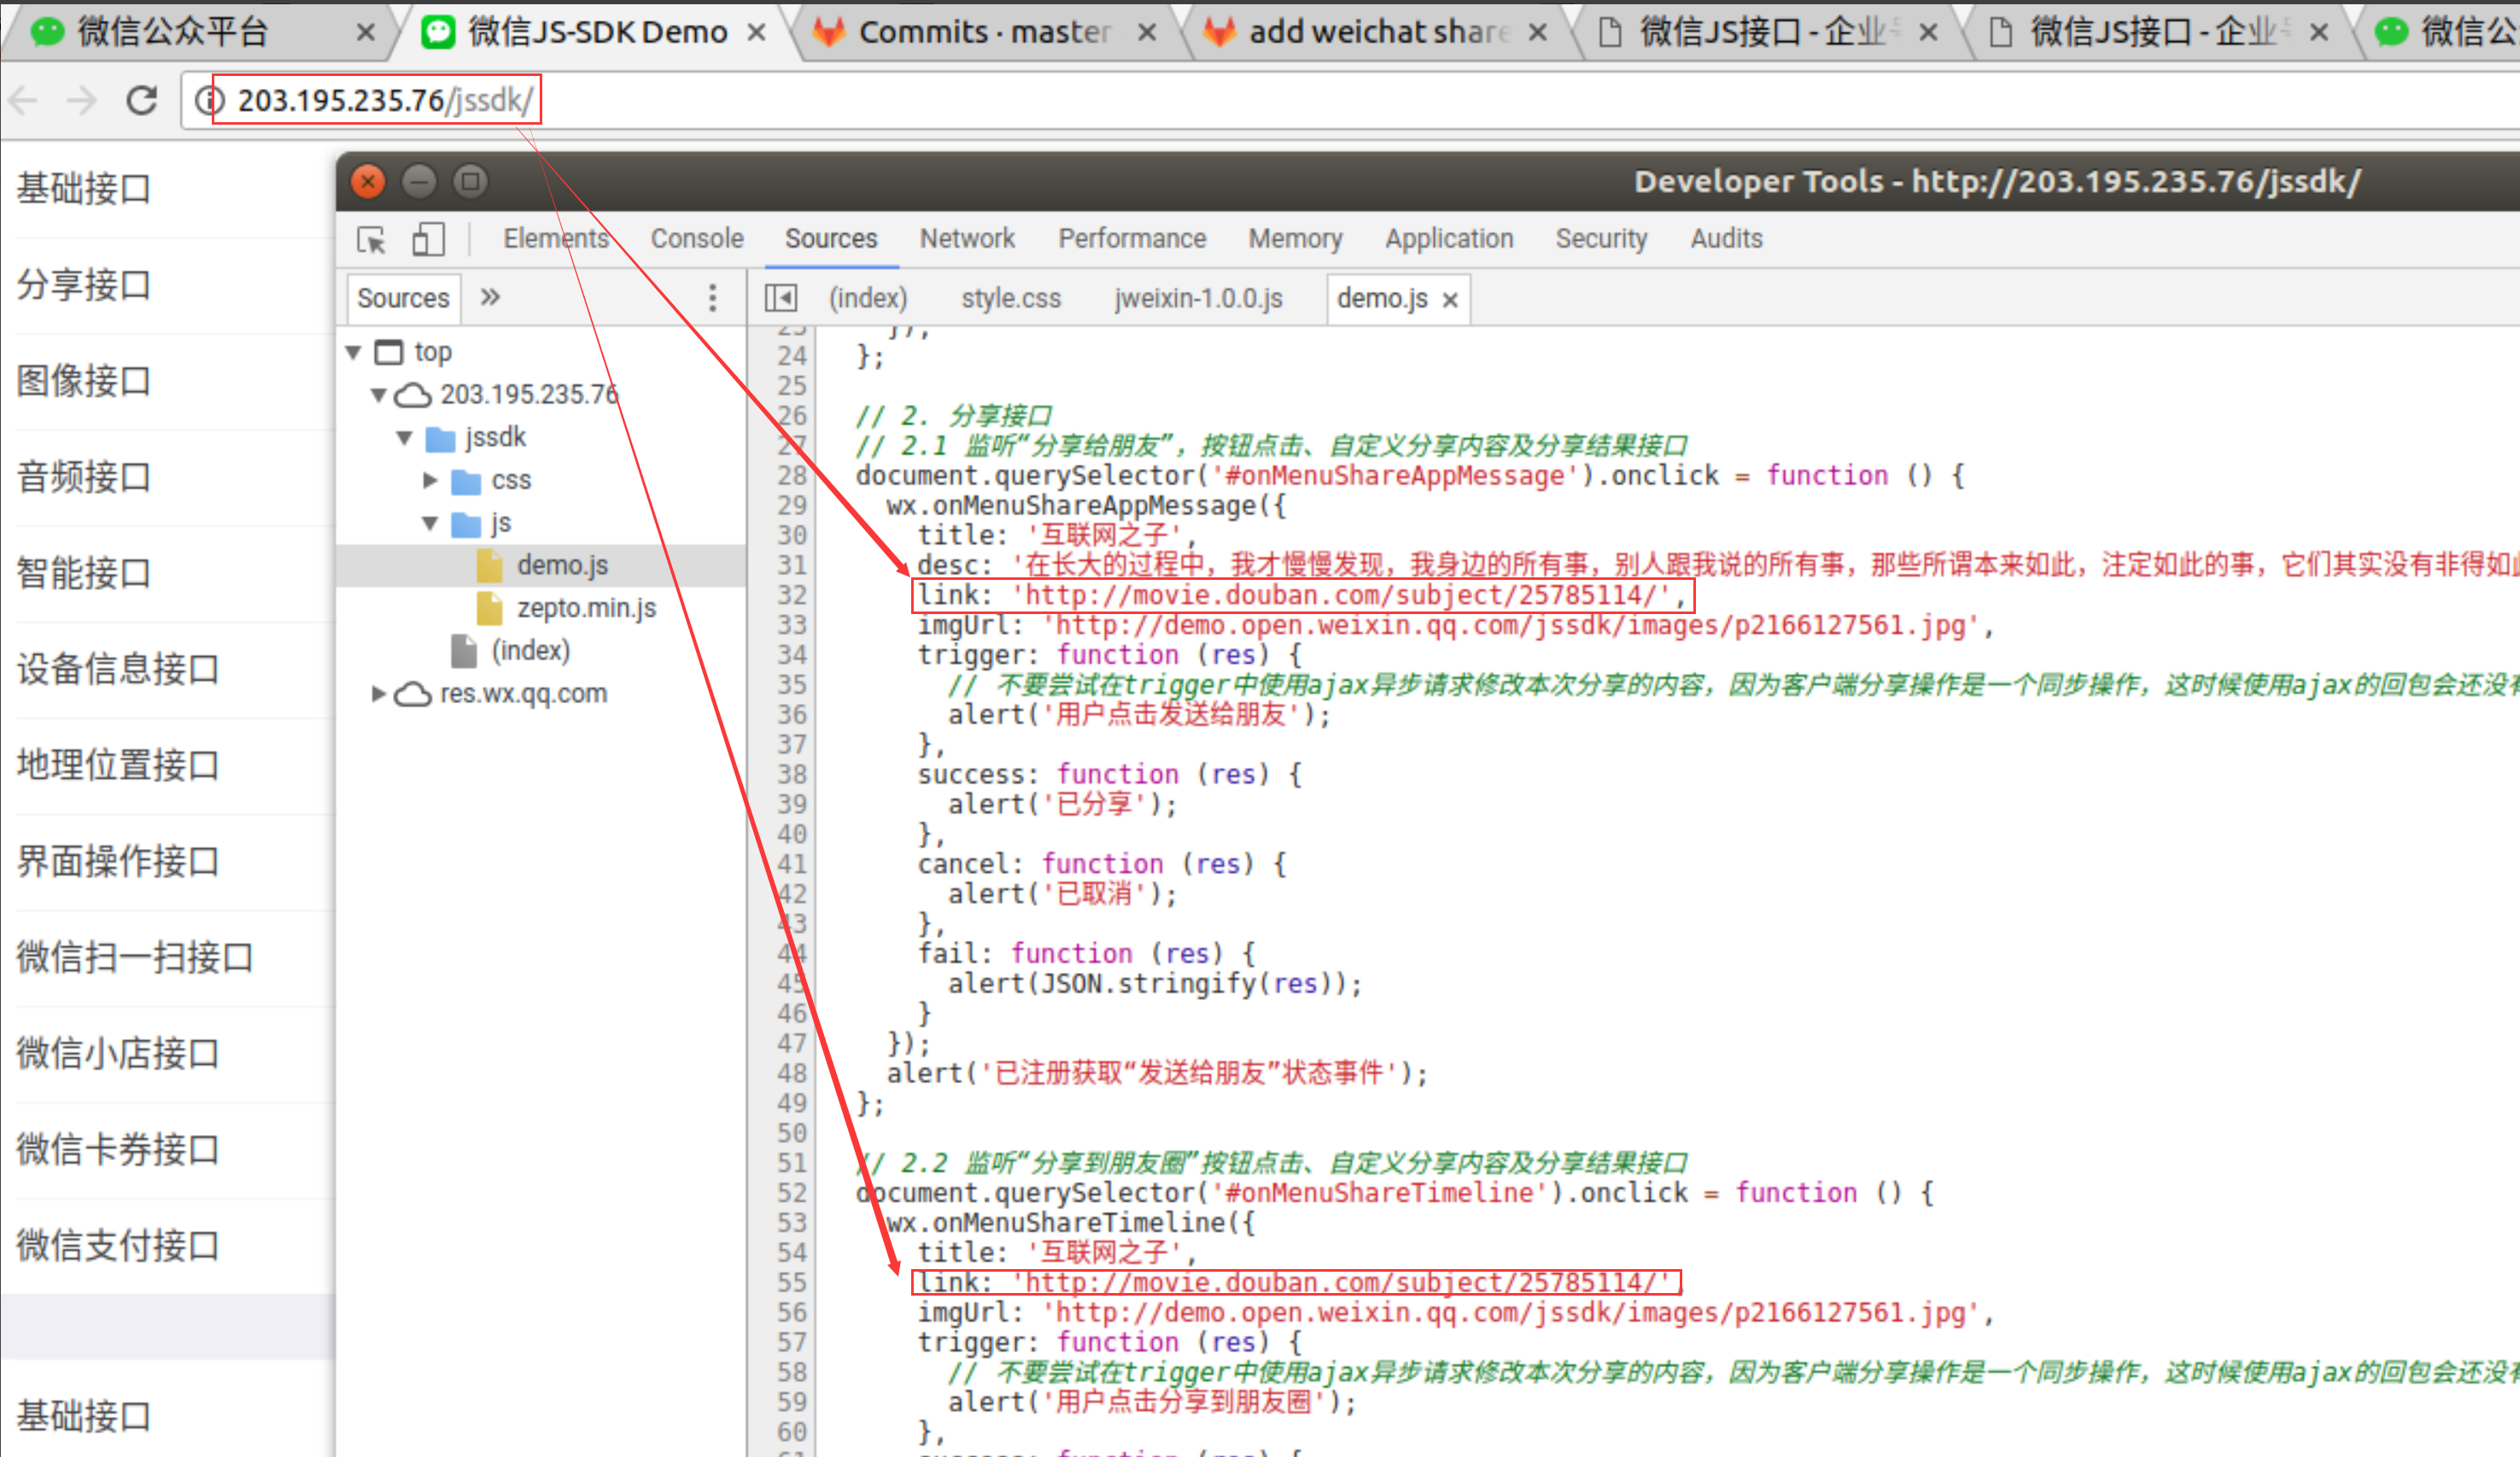 微信公众平台
微信JS-SDK Demo
Commits · master
add weichat share
微信JS接口 - 企业号
微信JS接口 - 企业号
微信公
203.195.235.76/jssdk/
基础接口
分享接口
图像接口
音频接口
智能接口
设备信息接口
地理位置接口
界面操作接口
微信扫一扫接口
微信小店接口
微信卡券接口
微信支付接口
基础接口
Developer Tools - http://203.195.235.76/jssdk/
Elements Console Sources Network Performance Memory Application Security Audits
Sources »
(index) style.css jweixin-1.0.0.js demo.js ×
top
203.195.235.76
jssdk
css
js
demo.js
zepto.min.js
(index)
res.wx.qq.com
23 });
24 };
25
26 // 2. 分享接口
27 // 2.1 监听“分享给朋友”，按钮点击、自定义分享内容及分享结果接口
28 document.querySelector('#onMenuShareAppMessage').onclick = function () {
29 wx.onMenuShareAppMessage({
30 title: '互联网之子',
31 desc: '在长大的过程中，我才慢慢发现，我身边的所有事，别人跟我说的所有事，那些所谓本来如此，注定如此的事，它们其实没有非得如此
32 link: 'http://movie.douban.com/subject/25785114/',
33 imgUrl: 'http://demo.open.weixin.qq.com/jssdk/images/p2166127561.jpg',
34 trigger: function (res) {
35 // 不要尝试在trigger中使用ajax异步请求修改本次分享的内容，因为客户端分享操作是一个同步操作，这时候使用ajax的回包会还没有
36 alert('用户点击发送给朋友');
37 },
38 success: function (res) {
39 alert('已分享');
40 },
41 cancel: function (res) {
42 alert('已取消');
43 },
44 fail: function (res) {
45 alert(JSON.stringify(res));
46 }
47 });
48 alert('已注册获取“发送给朋友”状态事件');
49 };
50
51 // 2.2 监听“分享到朋友圈”按钮点击、自定义分享内容及分享结果接口
52 document.querySelector('#onMenuShareTimeline').onclick = function () {
53 wx.onMenuShareTimeline({
54 title: '互联网之子',
55 link: 'http://movie.douban.com/subject/25785114/',
56 imgUrl: 'http://demo.open.weixin.qq.com/jssdk/images/p2166127561.jpg',
57 trigger: function (res) {
58 // 不要尝试在trigger中使用ajax异步请求修改本次分享的内容，因为客户端分享操作是一个同步操作，这时候使用ajax的回包会还没有
59 alert('用户点击分享到朋友圈');
60 },
61 success: function (res) {